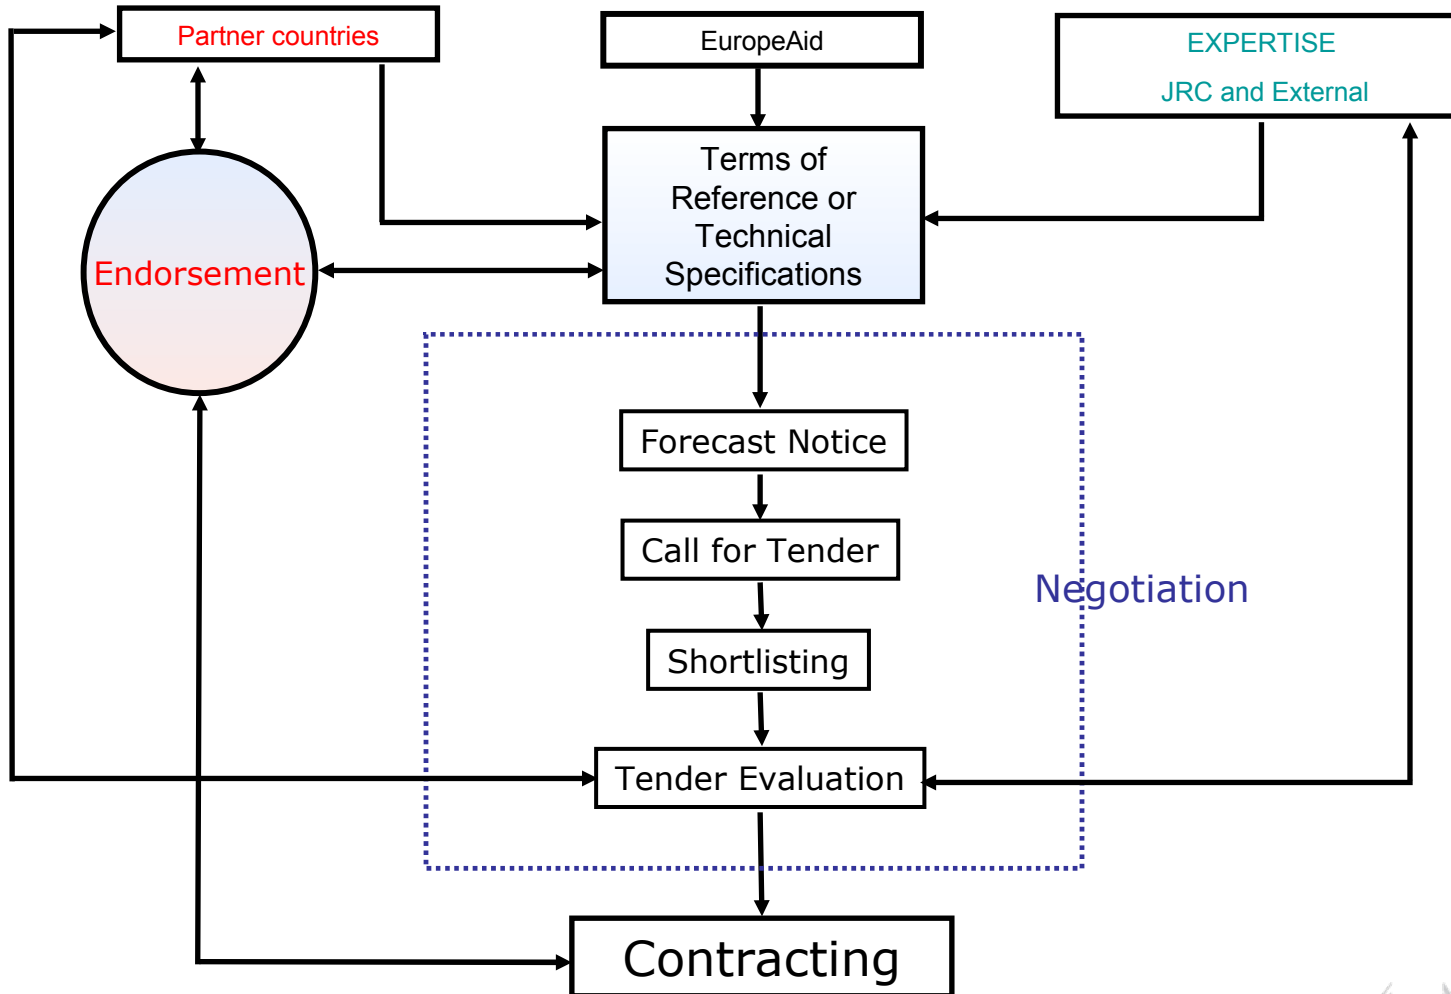 Partner countries
EuropeAid
EXPERTISE
JRC and External
Terms of
Reference or
Technical
Specifications
Endorsement
Forecast Notice
Call for Tender
Negotiation
Shortlisting
Tender Evaluation
Contracting